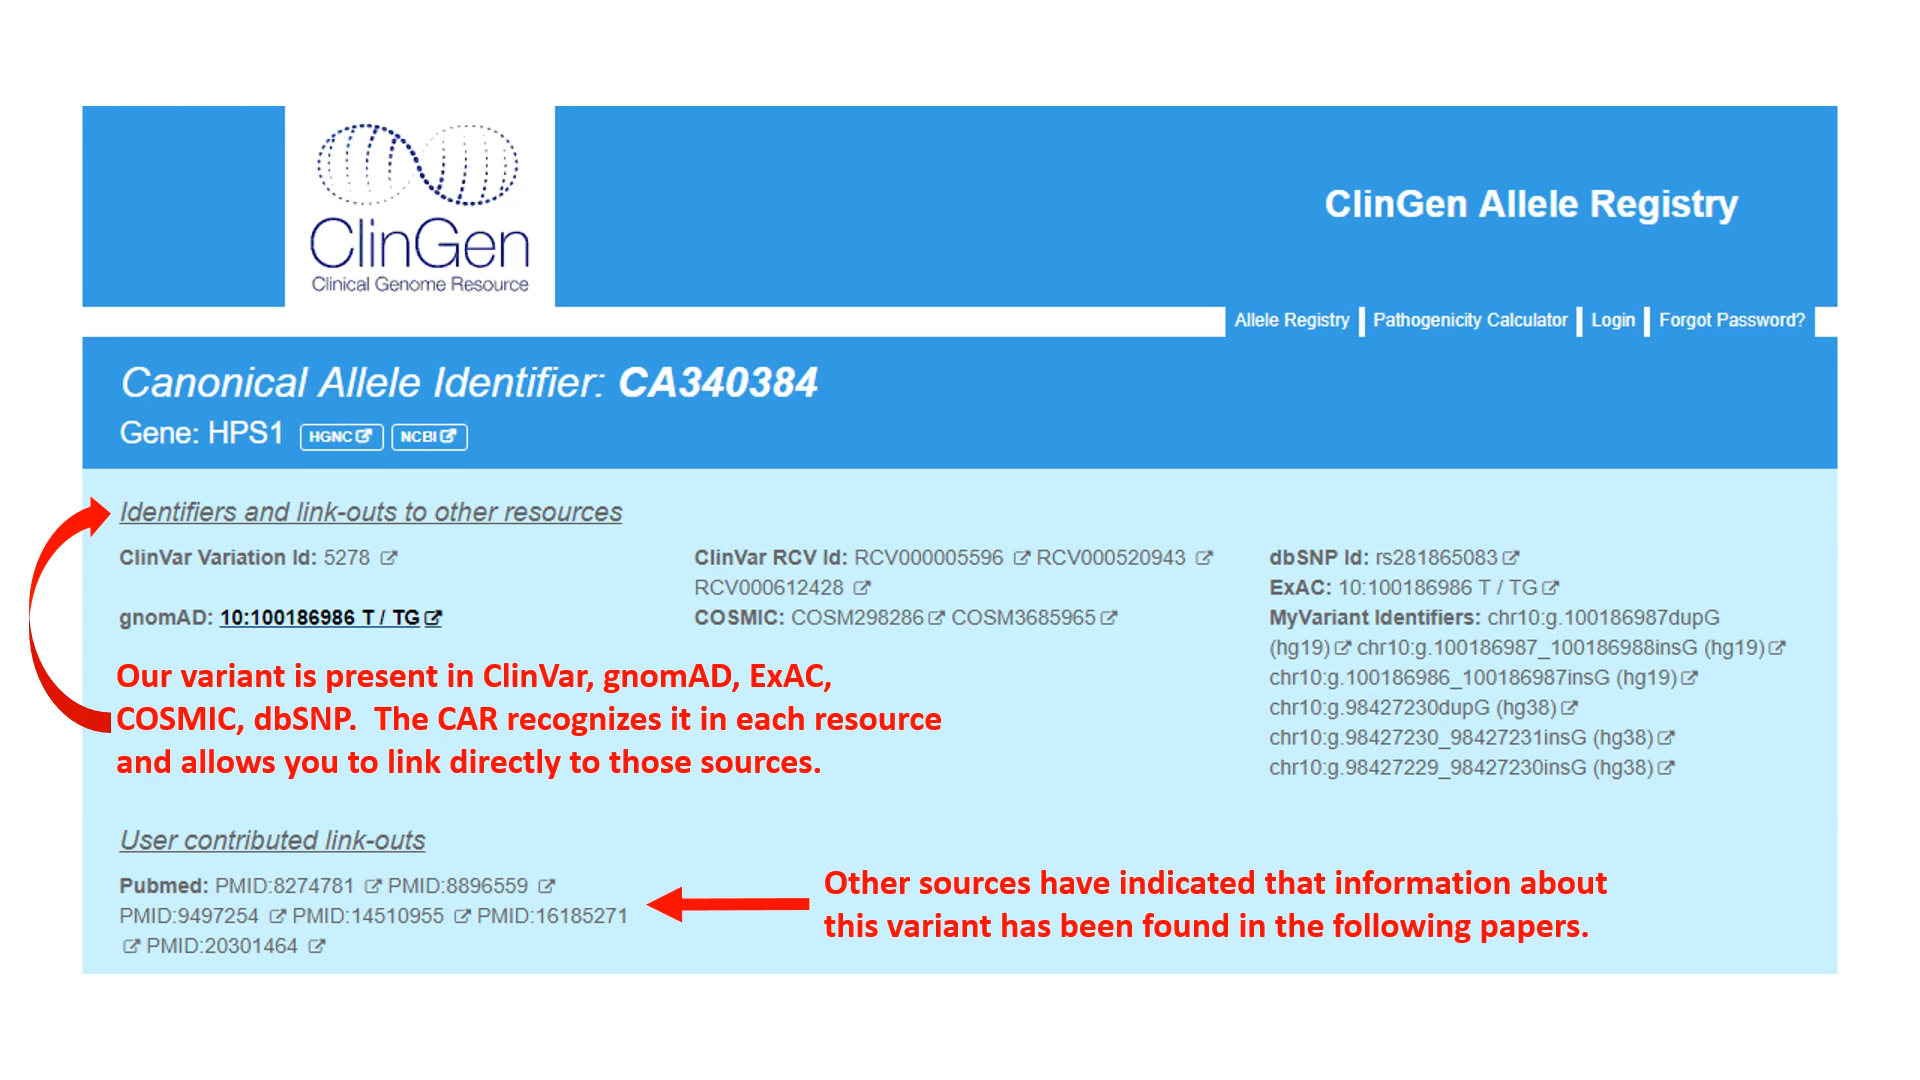 ClinGen
Clinical Genome Resource
ClinGen Allele Registry
Allele Registry Pathogenicity Calculator Login Forgot Password?
Canonical Allele Identifier: CA340384
Gene: HPS1 HGNC NCBI
Identifiers and link-outs to other resources
ClinVar Variation Id: 5278
gnomAD: 10:100186986 T / TG
ClinVar RCV Id: RCV000005596 RCV000520943
RCV000612428
COSMIC: COSM298286 COSM3685965
dbSNP Id: rs281865083
ExAC: 10:100186986 T / TG
MyVariant Identifiers: chr10:g.100186987dupG
(hg19) chr10:g.100186987_100186988insG (hg19)
chr10:g.100186986_100186987insG (hg19)
chr10:g.98427230dupG (hg38)
chr10:g.98427230_98427231insG (hg38)
chr10:g.98427229_98427230insG (hg38)
Our variant is present in ClinVar, gnomAD, ExAC,
COSMIC, dbSNP. The CAR recognizes it in each resource
and allows you to link directly to those sources.
User contributed link-outs
Pubmed: PMID:8274781 PMID:8896559
PMID:9497254 PMID:14510955 PMID:16185271
PMID:20301464
Other sources have indicated that information about
this variant has been found in the following papers.